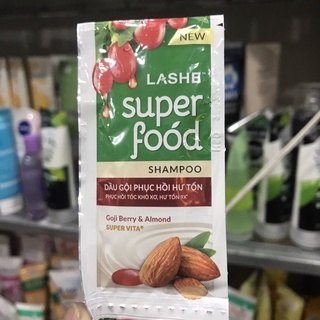 NEW
LASHE
super
food
SHAMPOO
DẦU GỘI PHỤC HỒI HƯ TỔN
PHỤC HỒI TÓC KHÔ XƠ, HƯ TỔN
Goji Berry & Almond
SUPER VITA